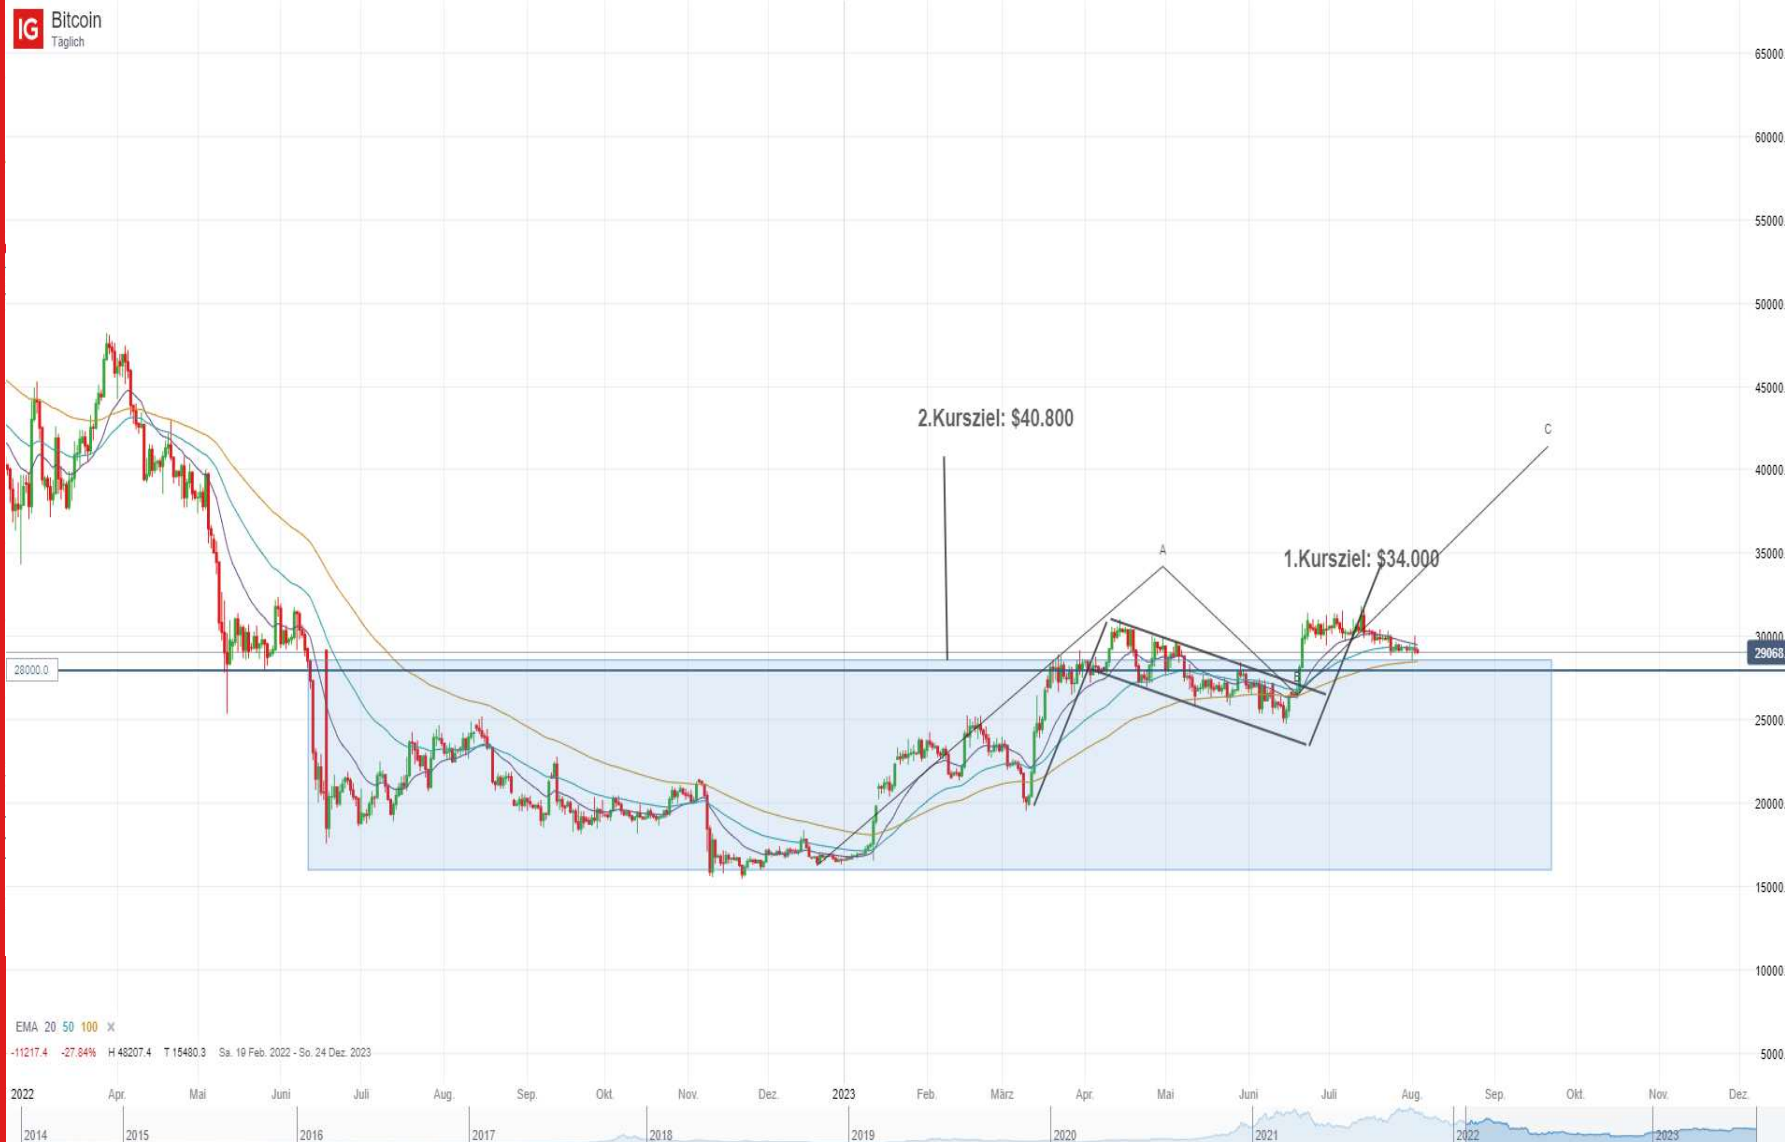 IG Bitcoin
Täglich
65000.
60000.
55000.
50000.
45000.
2.Kursziel: $40.800
C
40000.
A
1.Kursziel: $34.000
35000.
30000.
29068.
28000.0
B
25000.
20000.
15000.
10000.
EMA 20 50 100 X
-11217.4 -27.84% H 48207.4 T 15480.3 Sa. 19 Feb. 2022 - So. 24 Dez. 2023
5000.
2022 Apr. Mai Juni Juli Aug. Sep. Okt. Nov. Dez. 2023 Feb. März Apr. Mai Juni Juli Aug. Sep. Okt. Nov. Dez.
2014 2015 2016 2017 2018 2019 2020 2021 2022 2023